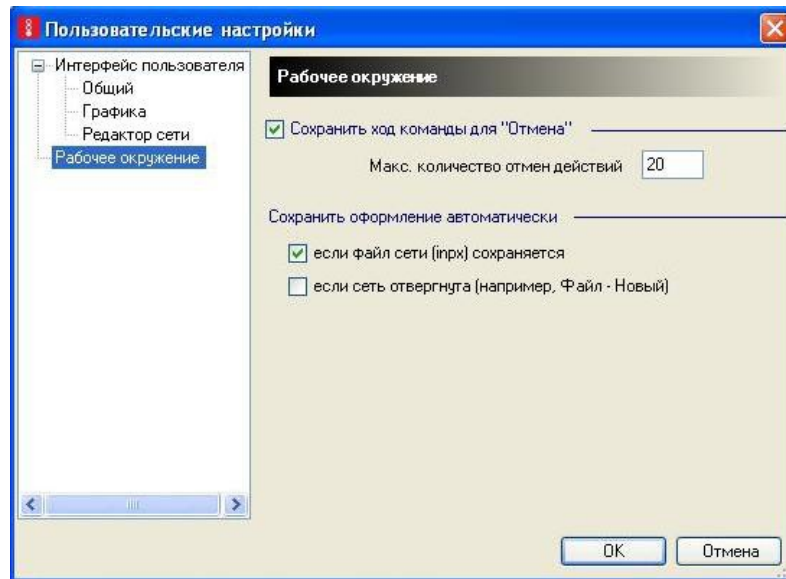 Пользовательские настройки
Интерфейс пользователя
Общий
Графика
Редактор сети
Рабочее окружение
Рабочее окружение
Сохранить ход команды для "Отмена"
Макс. количество отмен действий 20
Сохранить оформление автоматически
если файл сети (inpx) сохраняется
если сеть отвергнута (например, Файл - Новый)
OK Отмена